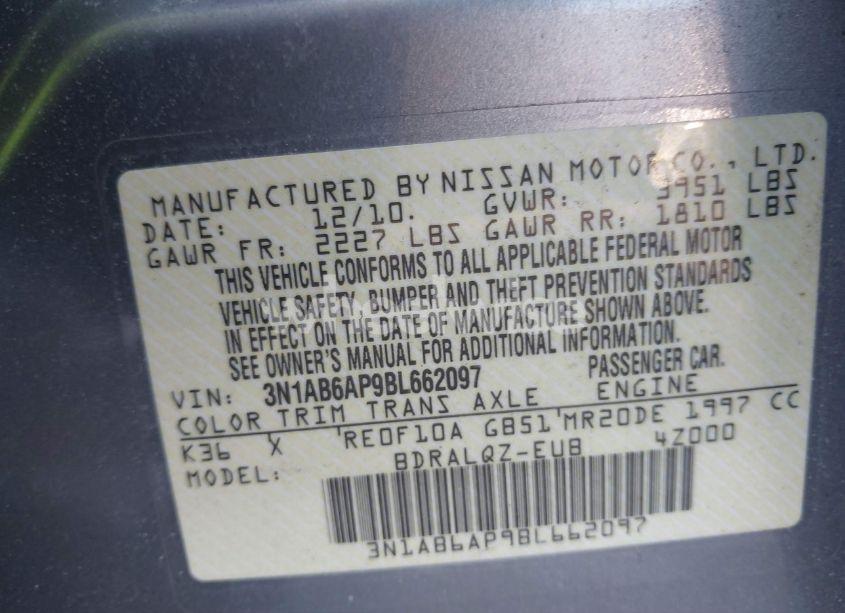 MANUFACTURED BY NISSAN MOTOR CO., LTD.
DATE: 12/10. GVWR: 3951 LBS
GAWR FR: 2227 LBS GAWR RR: 1810 LBS
THIS VEHICLE CONFORMS TO ALL APPLICABLE FEDERAL MOTOR
VEHICLE SAFETY, BUMPER AND THEFT PREVENTION STANDARDS
IN EFFECT ON THE DATE OF MANUFACTURE SHOWN ABOVE.
SEE OWNER'S MANUAL FOR ADDITIONAL INFORMATION.
VIN: 3N1AB6AP9BL662097 PASSENGER CAR.
COLOR TRIM TRANS AXLE ENGINE
K36 X RE0F10A GB51 MR20DE 1997 CC
MODEL: BDRALQZ-EUB 4Z000
3N1AB6AP9BL662097